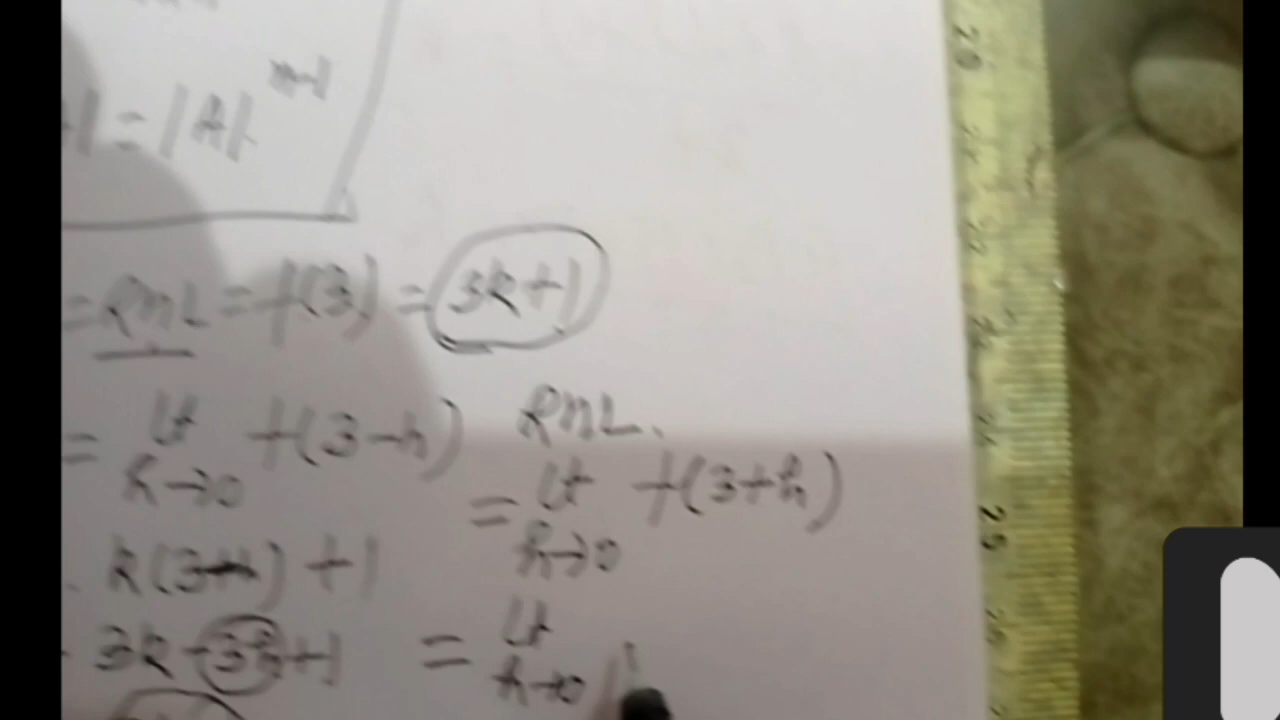 | = |A|^n-1
= RHL = f(3) = 3k+1
= lt f(3-h)
h→0
RHL.
= lt f(3+h)
h→0
k(3-h) + 1
3k-3h+1
= lt
h→0